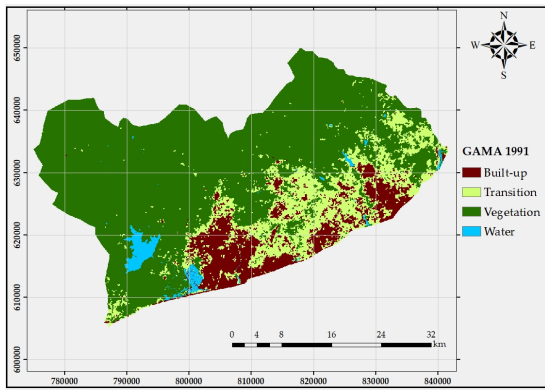 N
W E
S
GAMA 1991
Built-up
Transition
Vegetation
Water
650000
640000
630000
620000
610000
600000
0 4 8 16 24 32
km
780000 790000 800000 810000 820000 830000 840000